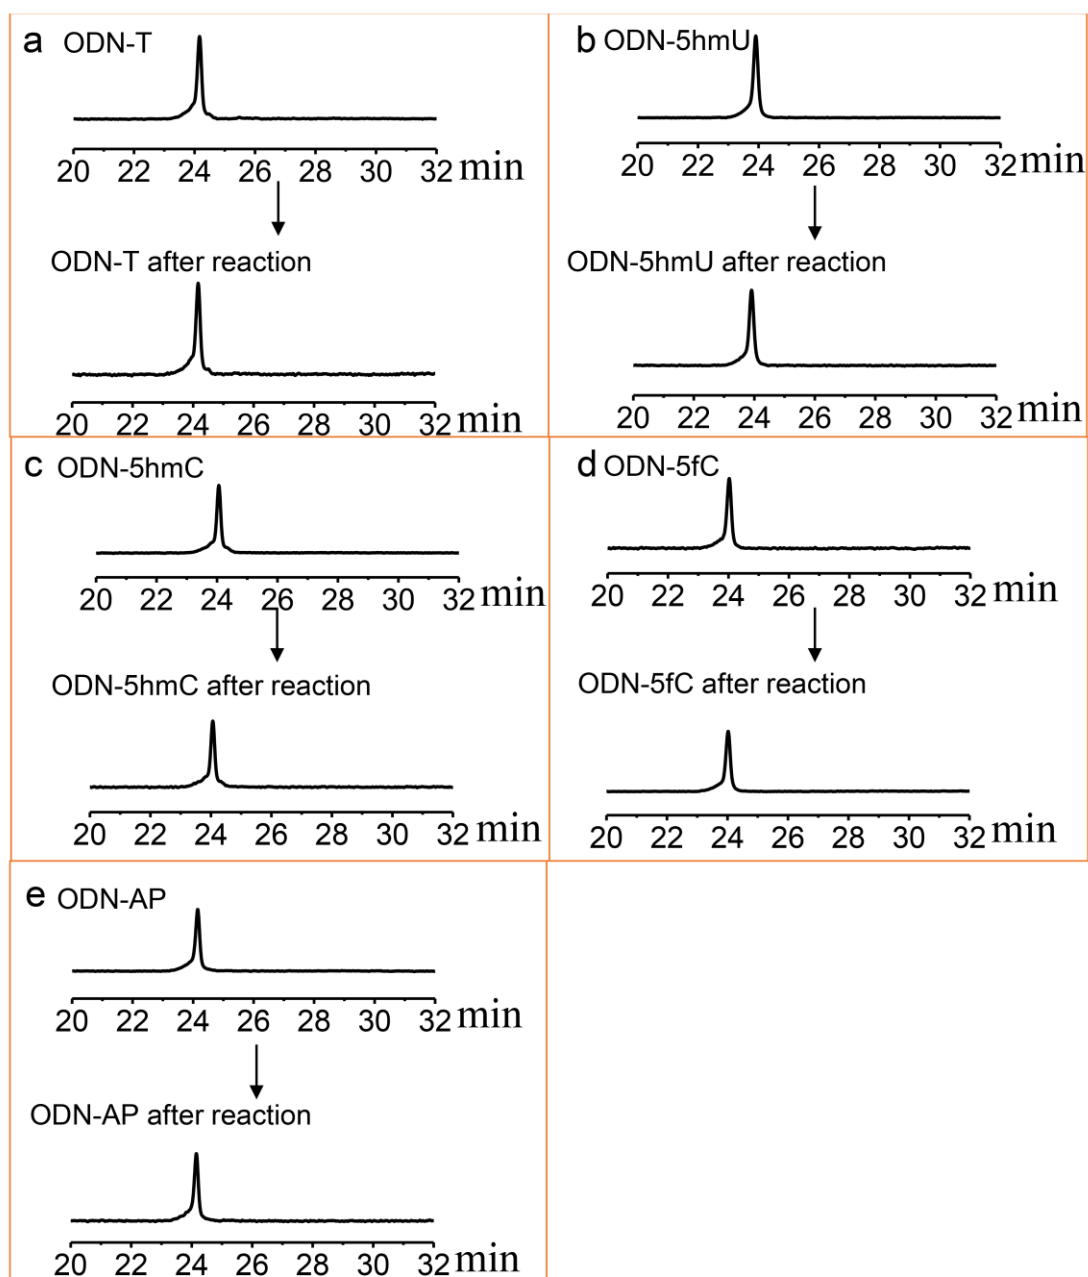 a ODN-T
20 22 24 26 28 30 32 min
ODN-T after reaction
20 22 24 26 28 30 32 min
b ODN-5hmU
20 22 24 26 28 30 32 min
ODN-5hmU after reaction
20 22 24 26 28 30 32 min
c ODN-5hmC
20 22 24 26 28 30 32 min
ODN-5hmC after reaction
20 22 24 26 28 30 32 min
d ODN-5fC
20 22 24 26 28 30 32 min
ODN-5fC after reaction
20 22 24 26 28 30 32 min
e ODN-AP
20 22 24 26 28 30 32 min
ODN-AP after reaction
20 22 24 26 28 30 32 min